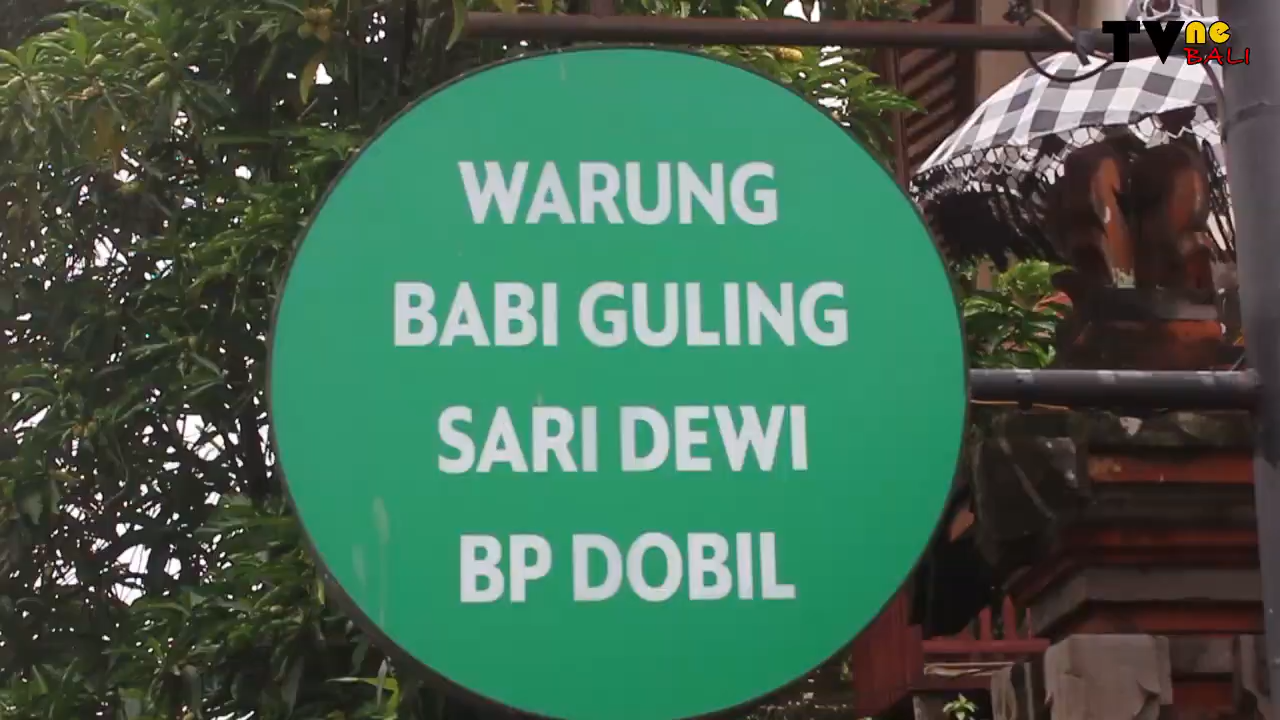 TVne
BALI
WARUNG
BABI GULING
SARI DEWI
BP DOBIL